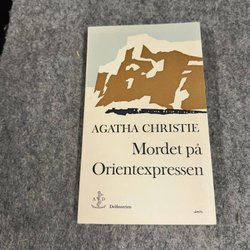 AGATHA CHRISTIE
Mordet på
Orientexpressen
A D
Delfinserien